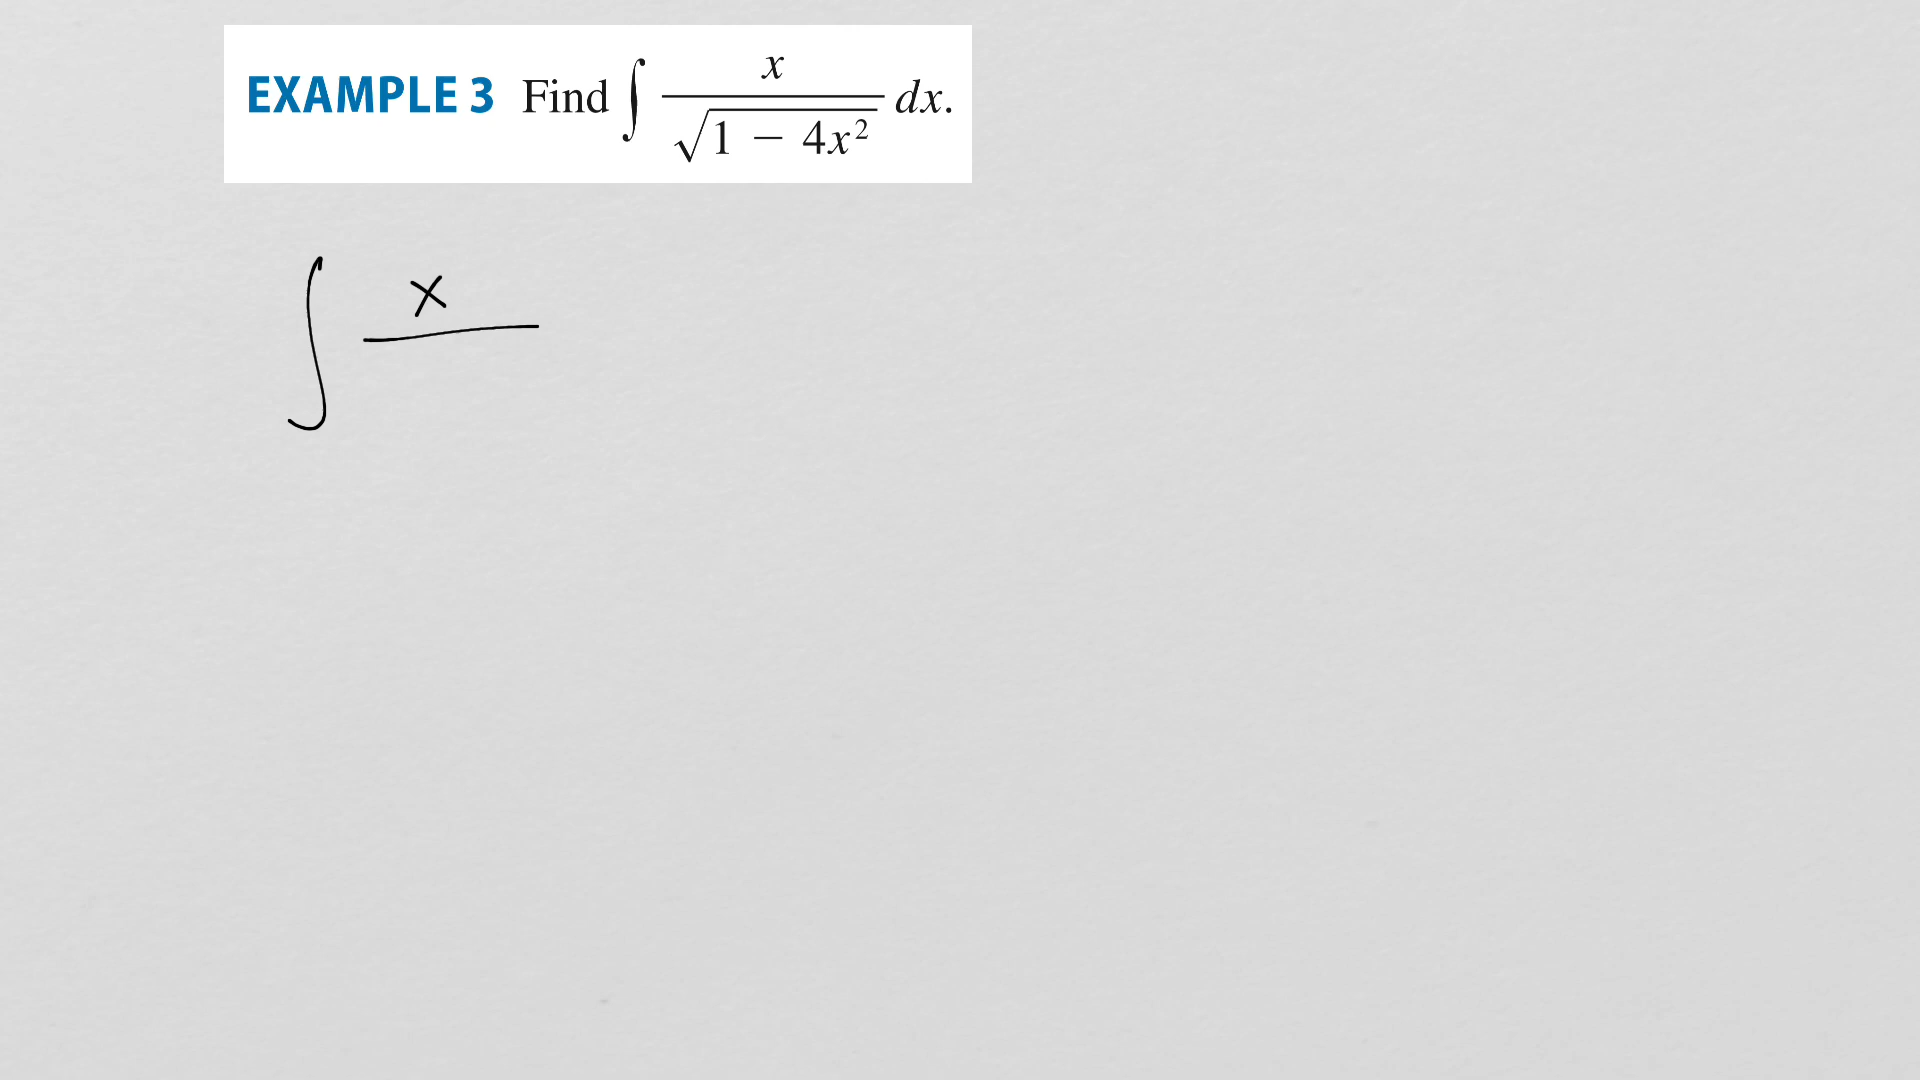 EXAMPLE 3 Find ∫ x / √(1 − 4x²) dx.
∫ x